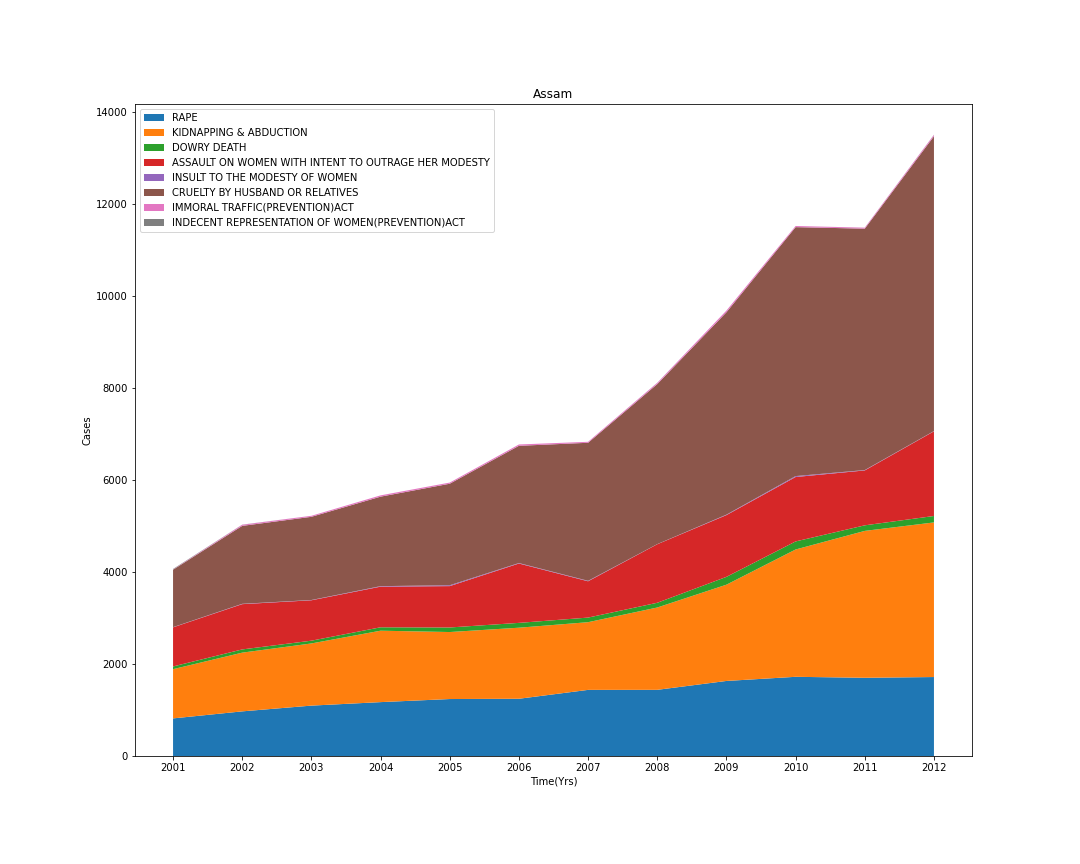 Assam
14000
12000
10000
8000
6000
4000
2000
0
Cases
RAPE
KIDNAPPING & ABDUCTION
DOWRY DEATH
ASSAULT ON WOMEN WITH INTENT TO OUTRAGE HER MODESTY
INSULT TO THE MODESTY OF WOMEN
CRUELTY BY HUSBAND OR RELATIVES
IMMORAL TRAFFIC(PREVENTION)ACT
INDECENT REPRESENTATION OF WOMEN(PREVENTION)ACT
2001 2002 2003 2004 2005 2006 2007 2008 2009 2010 2011 2012
Time(Yrs)